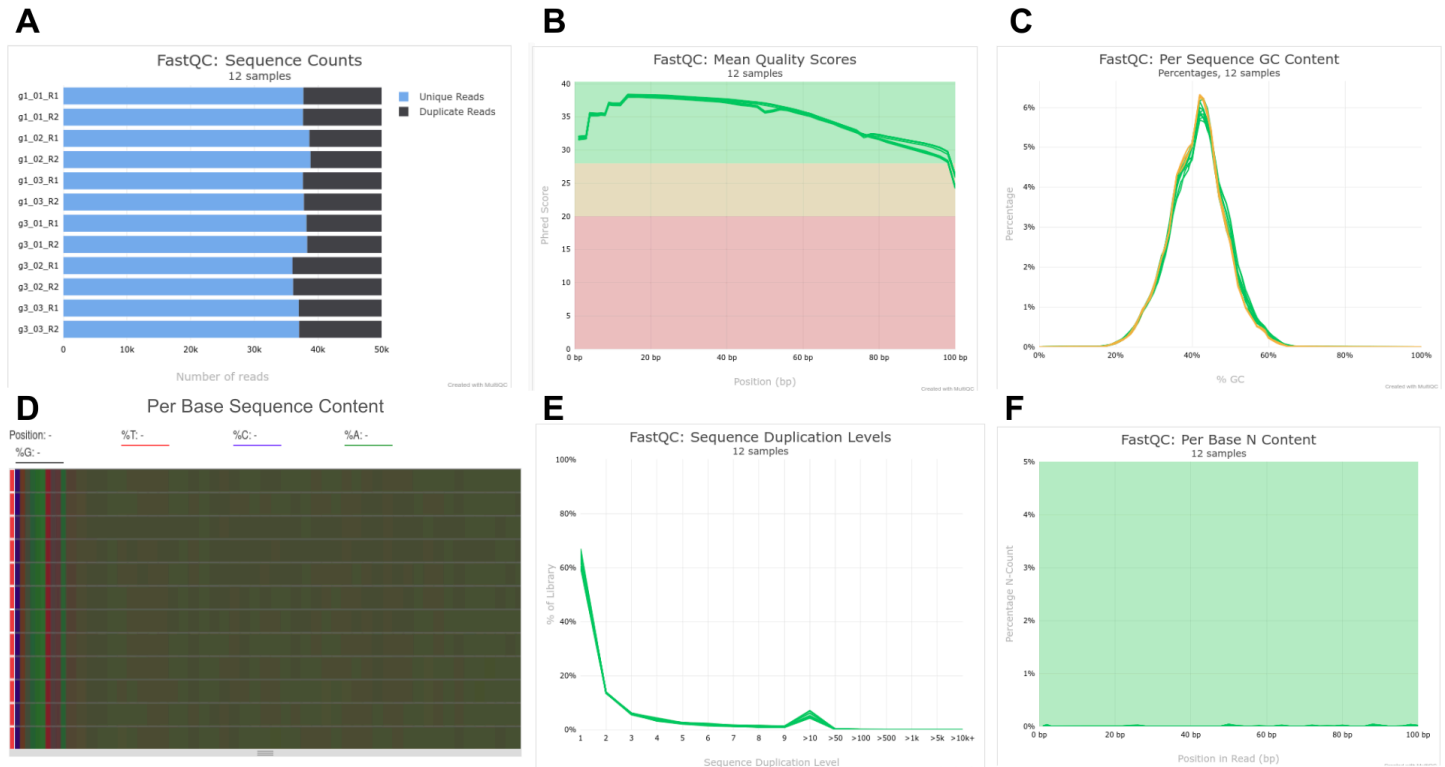 A
FastQC: Sequence Counts
12 samples
g1_01_R1
g1_01_R2
g1_02_R1
g1_02_R2
g1_03_R1
g1_03_R2
g3_01_R1
g3_01_R2
g3_02_R1
g3_02_R2
g3_03_R1
g3_03_R2
0 10k 20k 30k 40k 50k
Number of reads
Unique Reads
Duplicate Reads
Created with MultiQC
B
FastQC: Mean Quality Scores
12 samples
Phred Score
40
35
30
25
20
15
10
5
0
0 bp 20 bp 40 bp 60 bp 80 bp 100 bp
Position (bp)
Created with MultiQC
C
FastQC: Per Sequence GC Content
Percentages, 12 samples
Percentage
6%
5%
4%
3%
2%
1%
0%
0% 20% 40% 60% 80% 100%
% GC
Created with MultiQC
D
Per Base Sequence Content
Position: - %T: - %C: - %A: -
%G: -
E
FastQC: Sequence Duplication Levels
12 samples
% of Library
100%
80%
60%
40%
20%
0%
1 2 3 4 5 6 7 8 9 >10 >50 >100 >500 >1k >5k >10k+
Sequence Duplication Level
F
FastQC: Per Base N Content
12 samples
Percentage N-Count
5%
4%
3%
2%
1%
0%
0 bp 20 bp 40 bp 60 bp 80 bp 100 bp
Position in Read (bp)